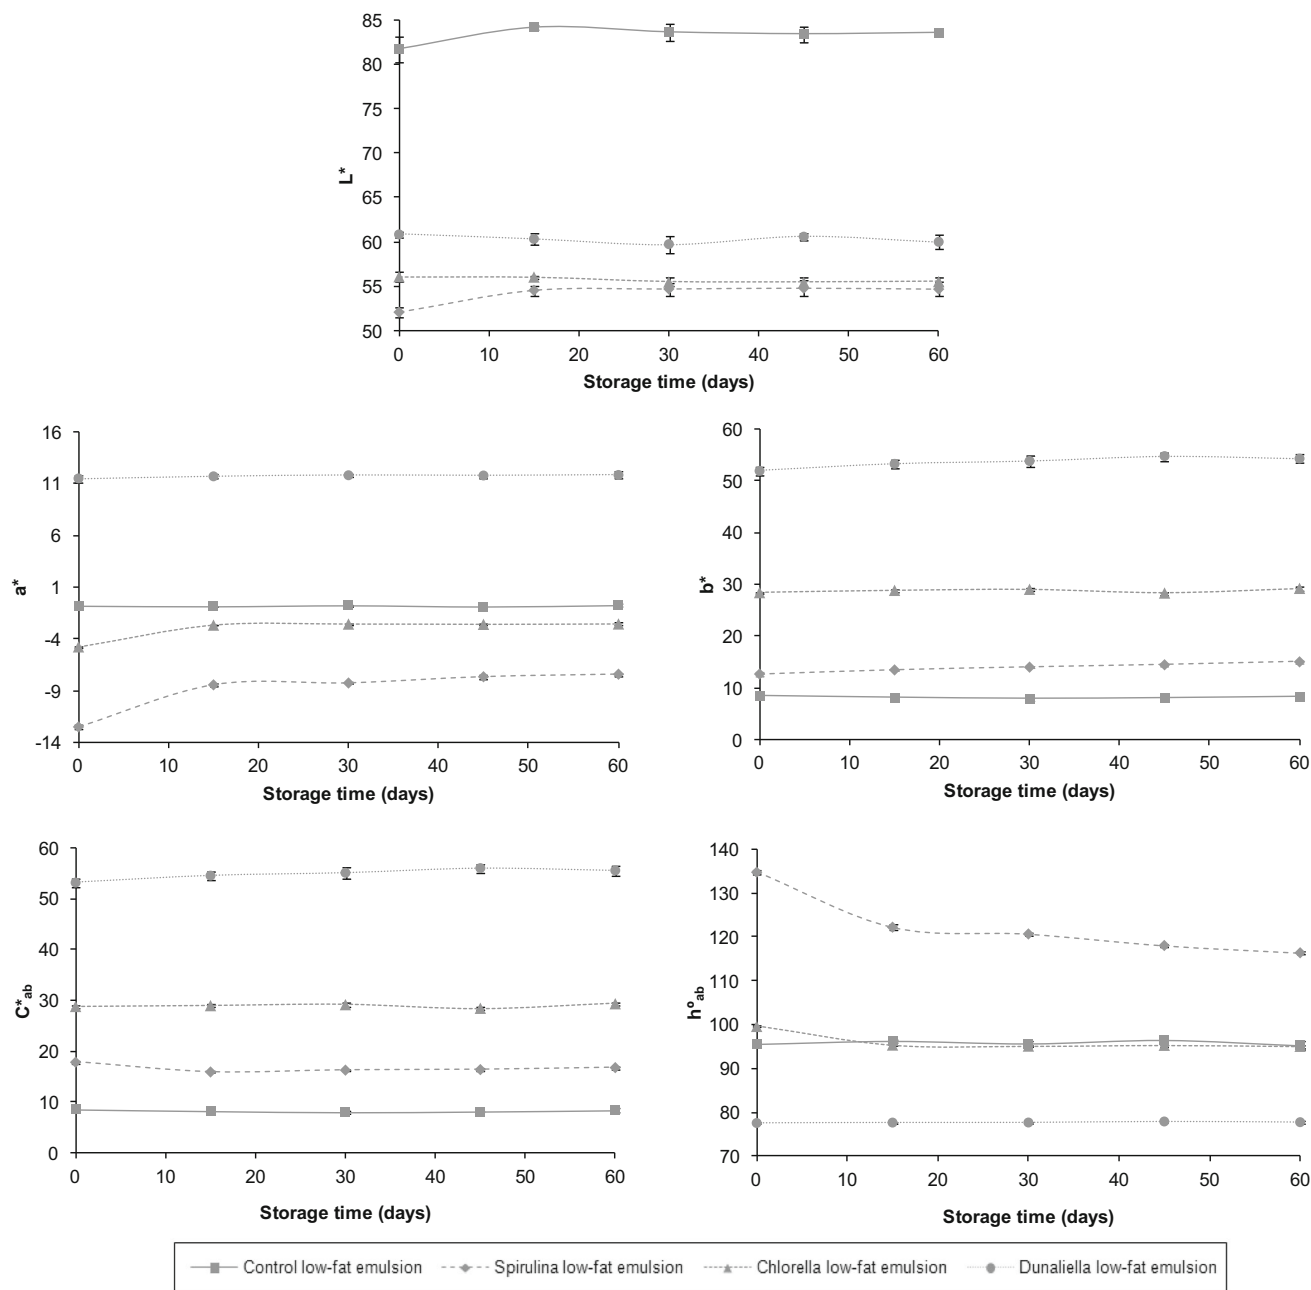 85
80
75
70
65
60
55
50
L*
0 10 20 30 40 50 60
Storage time (days)
16
11
6
1
-4
-9
-14
a*
0 10 20 30 40 50 60
Storage time (days)
60
50
40
30
20
10
0
b*
0 10 20 30 40 50 60
Storage time (days)
60
50
40
30
20
10
0
C*ab
0 10 20 30 40 50 60
Storage time (days)
140
130
120
110
100
90
80
70
hºab
0 10 20 30 40 50 60
Storage time (days)
Control low-fat emulsion Spirulina low-fat emulsion Chlorella low-fat emulsion Dunaliella low-fat emulsion